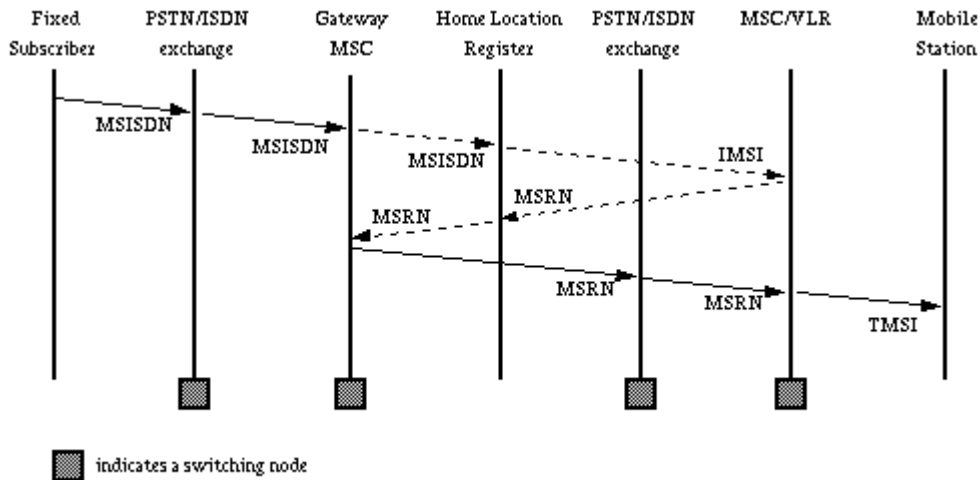 Fixed
Subscriber
PSTN/ISDN
exchange
Gateway
MSC
Home Location
Register
PSTN/ISDN
exchange
MSC/VLR
Mobile
Station
MSISDN
MSISDN
MSISDN
IMSI
MSRN
MSRN
MSRN
MSRN
TMSI
indicates a switching node